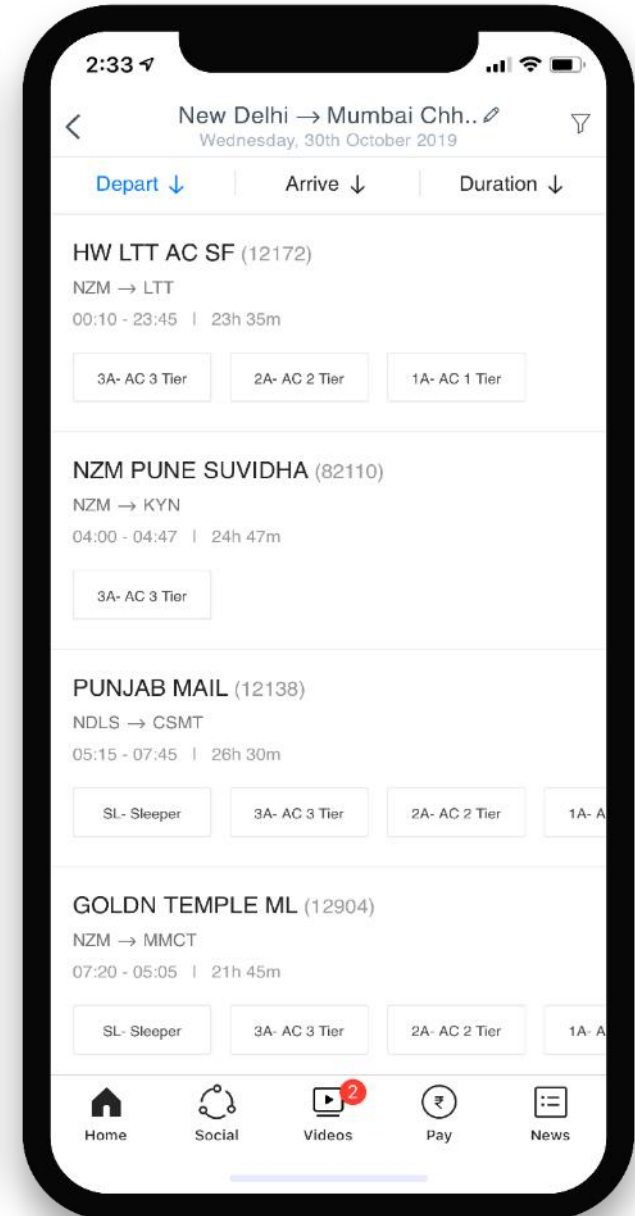 2:33
New Delhi → Mumbai Chh..
Wednesday, 30th October 2019
Depart ↓ Arrive ↓ Duration ↓
HW LTT AC SF (12172)
NZM → LTT
00:10 - 23:45 | 23h 35m
3A- AC 3 Tier 2A- AC 2 Tier 1A- AC 1 Tier
NZM PUNE SUVIDHA (82110)
NZM → KYN
04:00 - 04:47 | 24h 47m
3A- AC 3 Tier
PUNJAB MAIL (12138)
NDLS → CSMT
05:15 - 07:45 | 26h 30m
SL- Sleeper 3A- AC 3 Tier 2A- AC 2 Tier 1A- A
GOLDN TEMPLE ML (12904)
NZM → MMCT
07:20 - 05:05 | 21h 45m
SL- Sleeper 3A- AC 3 Tier 2A- AC 2 Tier 1A- A
2
₹
Home Social Videos Pay News